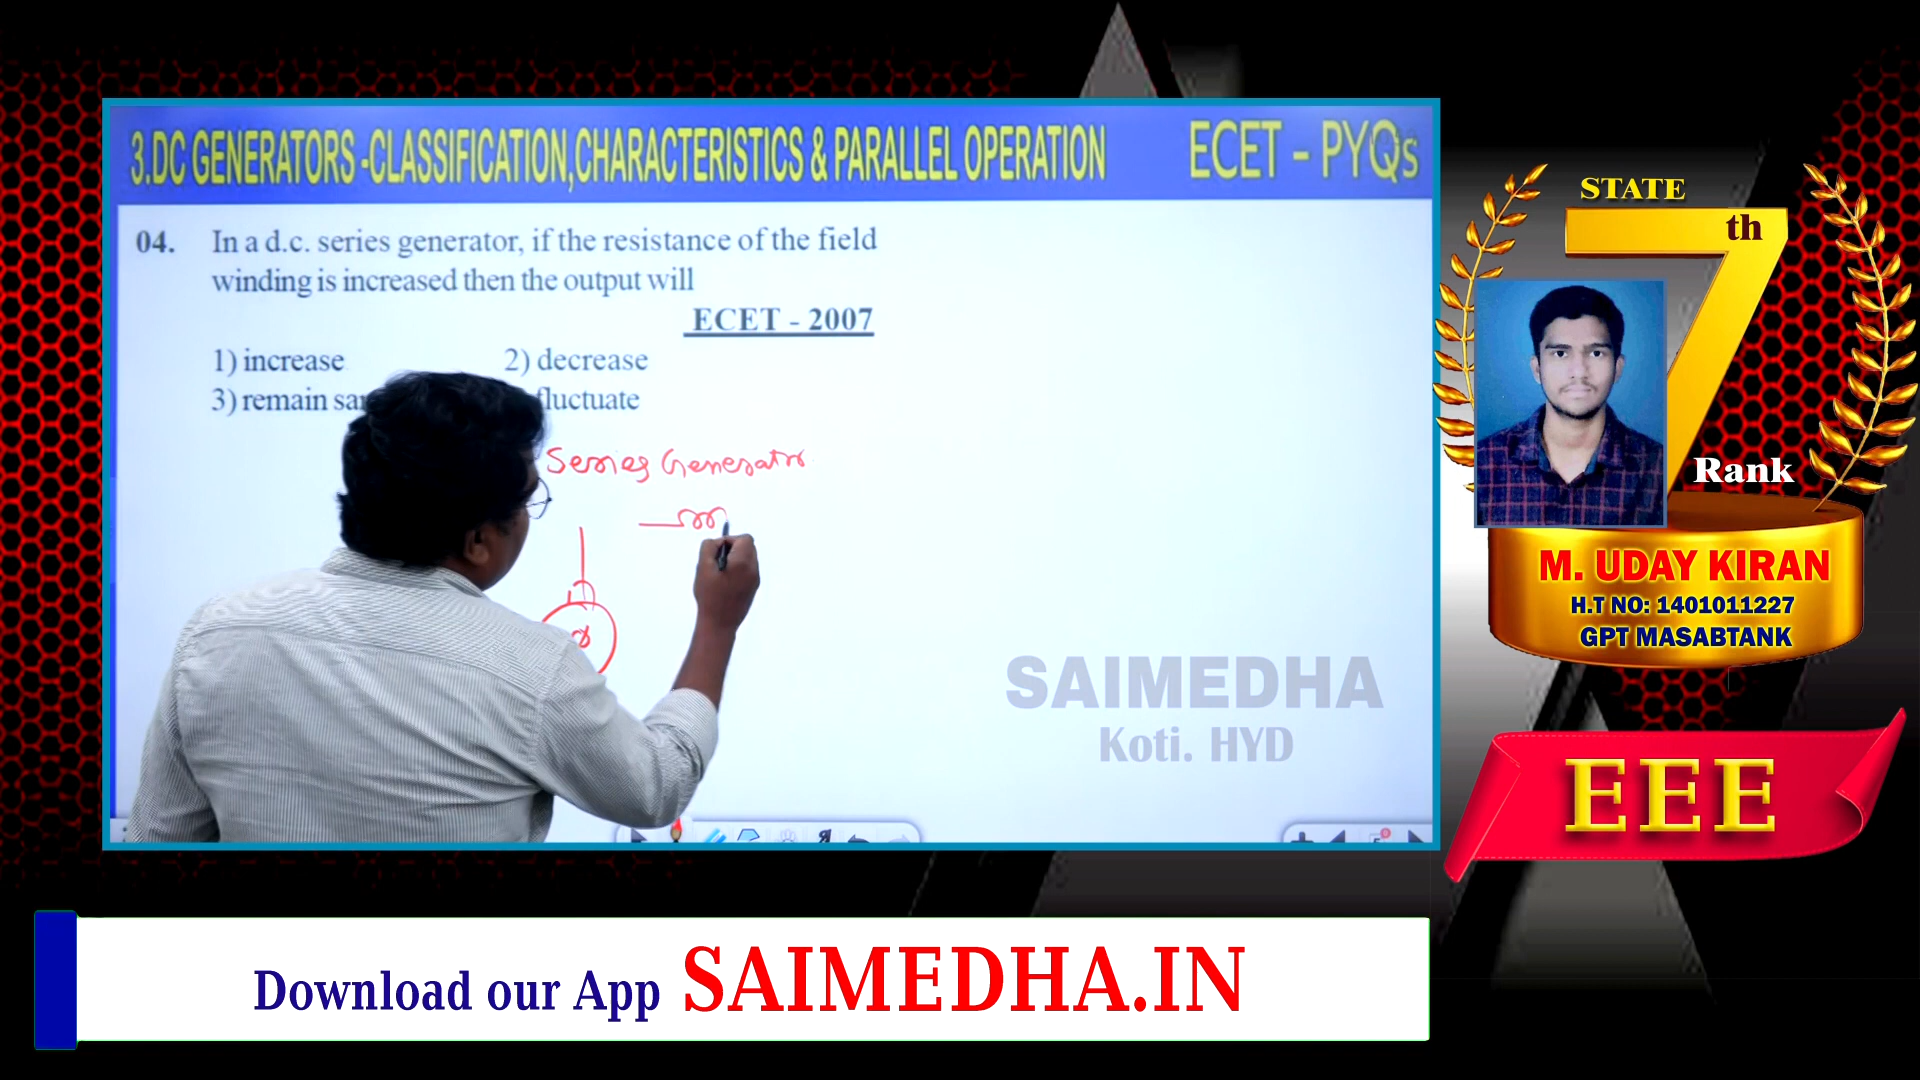 3.DC GENERATORS -CLASSIFICATION,CHARACTERISTICS & PARALLEL OPERATION ECET – PYQs
04. In a d.c. series generator, if the resistance of the field
winding is increased then the output will
ECET - 2007
1) increase 2) decrease
3) remain fluctuate
Series Generator
SAIMEDHA
Koti. HYD
STATE
7th
Rank
M. UDAY KIRAN
H.T NO: 1401011227
GPT MASABTANK
EEE
Download our App SAIMEDHA.IN